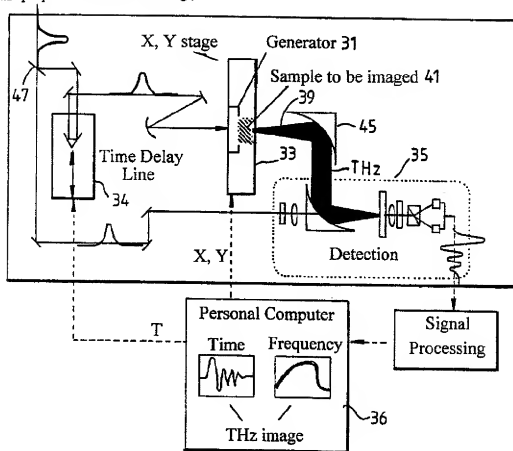 X, Y stage
Generator 31
Sample to be imaged 41
47
39
45
33
THz
35
Time Delay
Line
34
X, Y
Detection
T
Personal Computer
Time Frequency
THz image
36
Signal
Processing